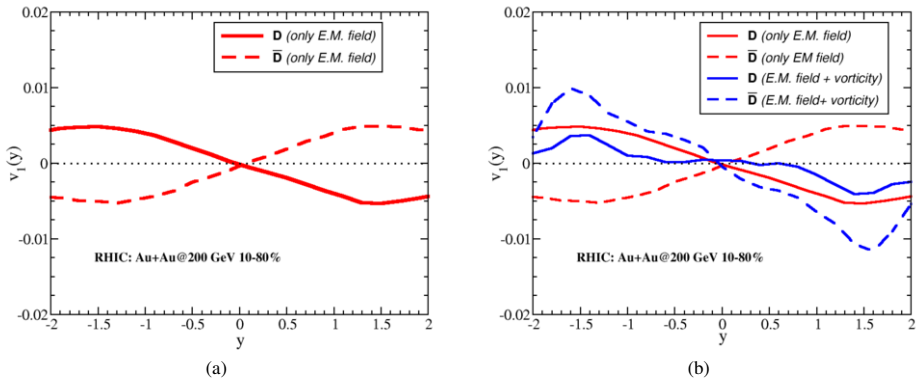 0.02
0.01
0
-0.01
-0.02
v₁(y)
D (only E.M. field)
D̅ (only E.M. field)
RHIC: Au+Au@200 GeV 10-80%
-2 -1.5 -1 -0.5 0 0.5 1 1.5 2
y
(a)
0.02
0.01
0
-0.01
-0.02
v₁(y)
D (only E.M. field)
D̅ (only EM field)
D (E.M. field + vorticity)
D̅ (E.M. field+ vorticity)
RHIC: Au+Au@200 GeV 10-80%
-2 -1.5 -1 -0.5 0 0.5 1 1.5 2
y
(b)